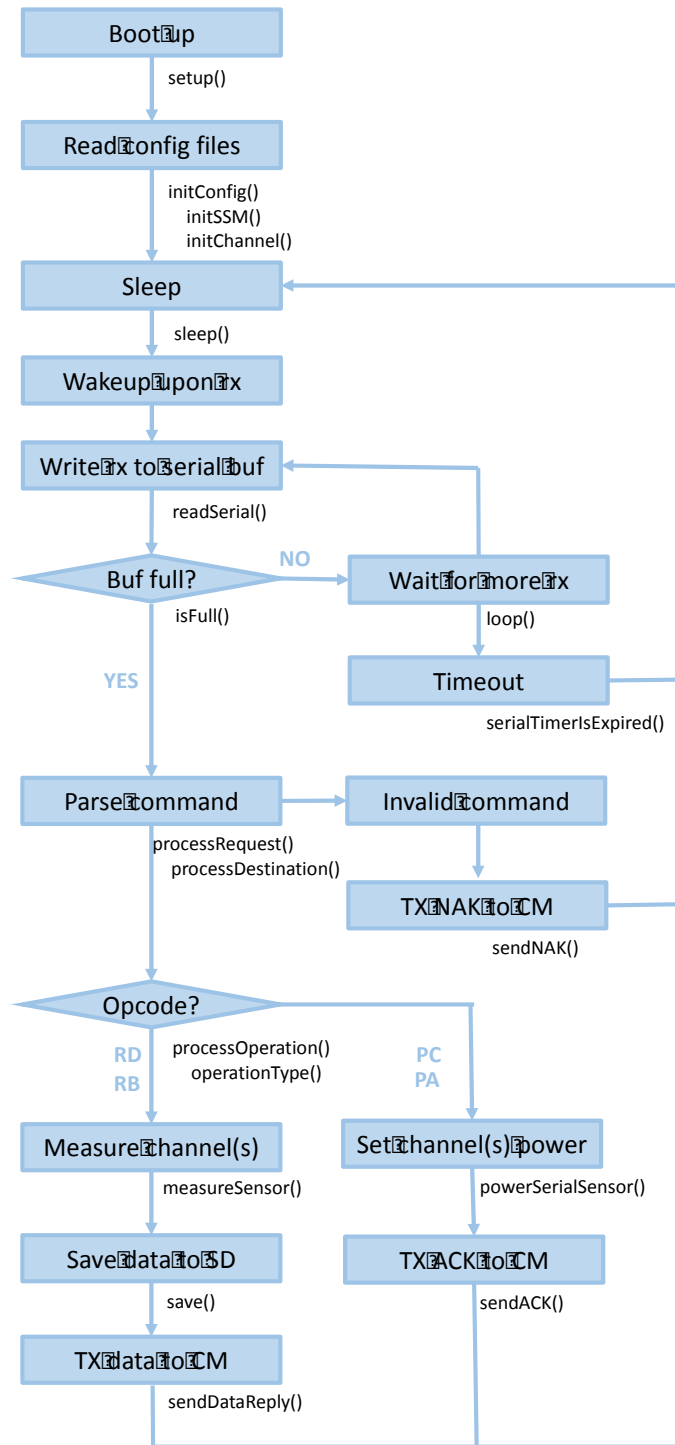 Boot up
setup()
Read config files
initConfig()
initSSM()
initChannel()
Sleep
sleep()
Wakeup upon rx
Write rx to serial buf
readSerial()
Buf full?
NO
Wait for more rx
isFull()
loop()
YES
Timeout
serialTimerIsExpired()
Parse command
Invalid command
processRequest()
processDestination()
TX NAK to CM
sendNAK()
Opcode?
processOperation()
operationType()
RD
RB
PC
PA
Measure channel(s)
Set channel(s) power
measureSensor()
powerSerialSensor()
Save data to SD
TX ACK to CM
save()
sendACK()
TX data to CM
sendDataReply()